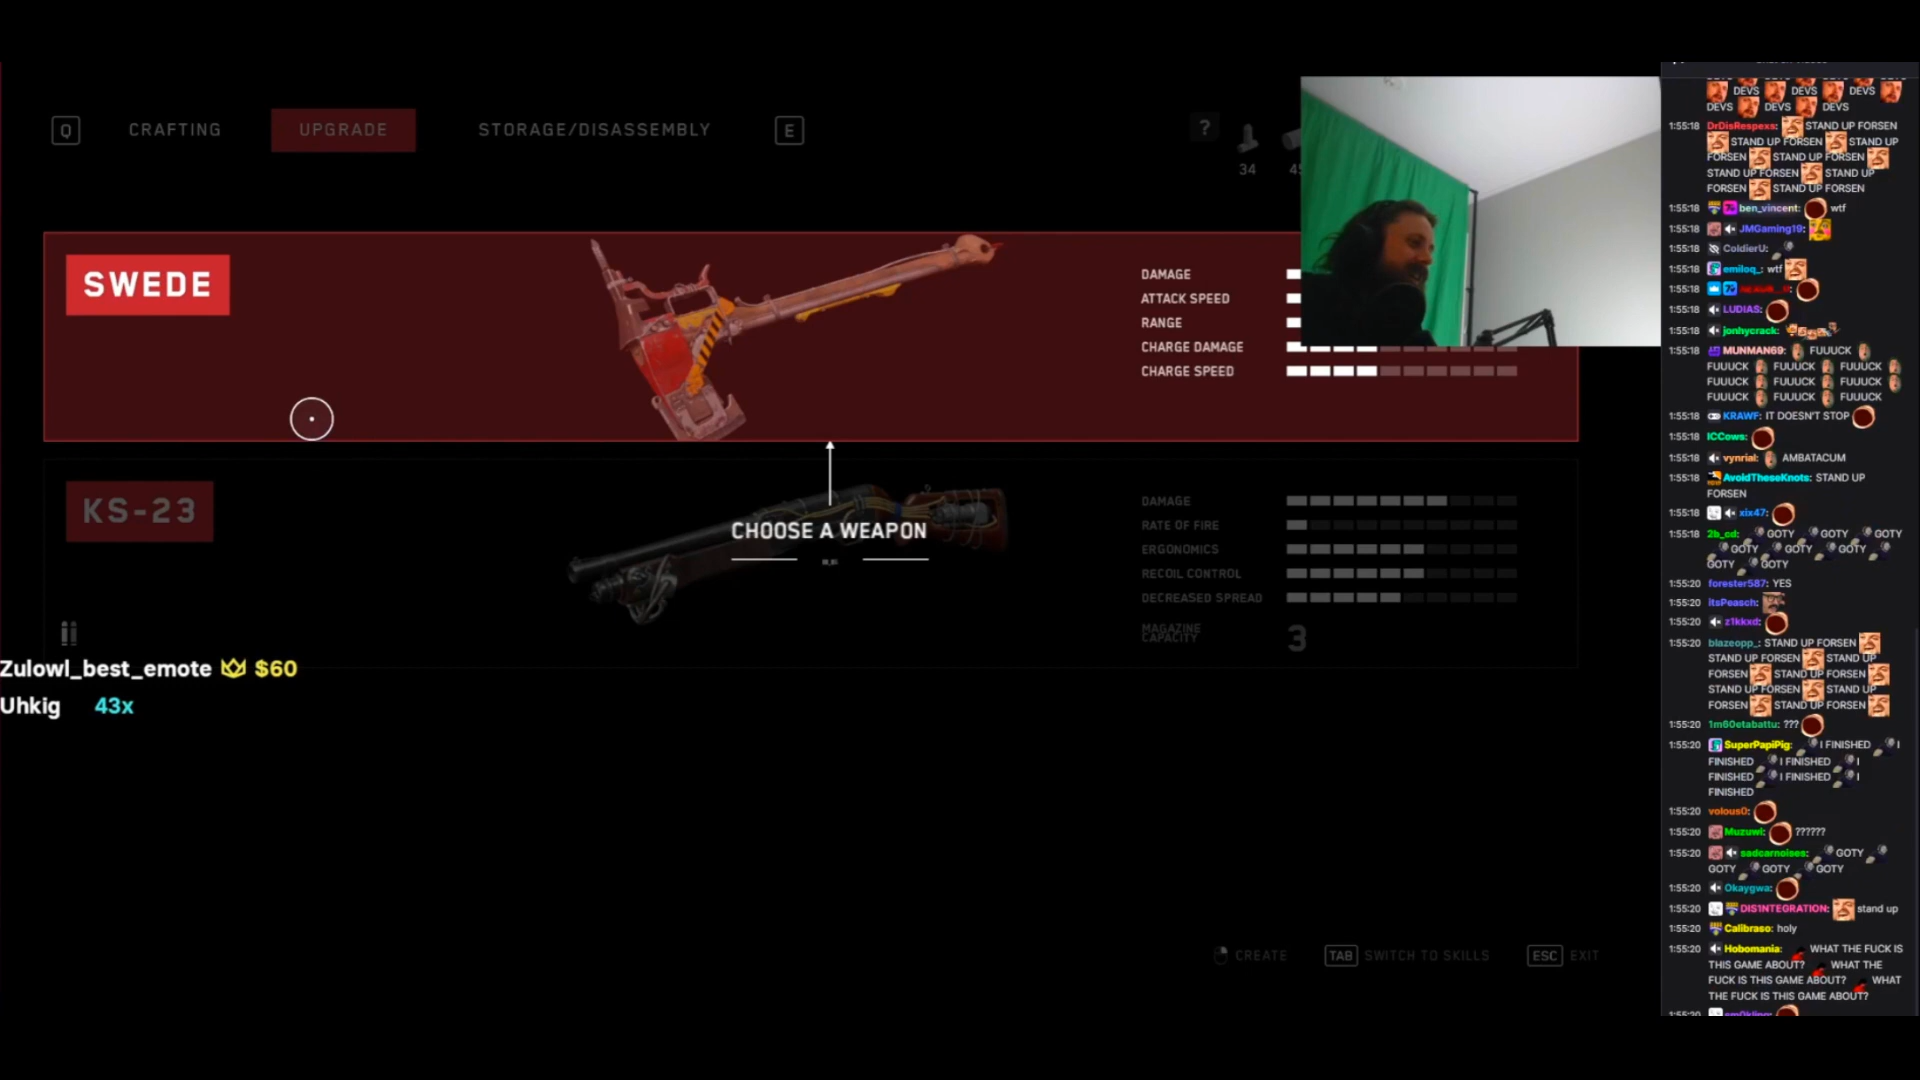 Q
CRAFTING
UPGRADE
STORAGE/DISASSEMBLY
E
?
34
SWEDE
DAMAGE
ATTACK SPEED
RANGE
CHARGE DAMAGE
CHARGE SPEED
CHOOSE A WEAPON
KS-23
DAMAGE
RATE OF FIRE
ERGONOMICS
RECOIL CONTROL
DECREASED SPREAD
MAGAZINE
CAPACITY
3
Zulowl_best_emote $60
Uhkig 43x
CREATE
TAB SWITCH TO SKILLS
ESC EXIT
DEVS DEVS DEVS
DEVS DEVS DEVS
1:55:18 DrDisRespexs: STAND UP FORSEN
STAND UP FORSEN STAND UP
FORSEN STAND UP FORSEN
STAND UP FORSEN STAND UP
FORSEN STAND UP FORSEN
1:55:18 ben_vincent: wtf
1:55:18 JMGaming19:
1:55:18 ColdierU:
1:55:18 emiloq_: wtf
1:55:18
1:55:18 LUDIAS:
1:55:18 jonhycrack:
1:55:18 MUNMAN69: FUUUCK
FUUUCK FUUUCK FUUUCK
FUUUCK FUUUCK FUUUCK
FUUUCK FUUUCK FUUUCK
1:55:18 KRAWF: IT DOESN'T STOP
1:55:18 ICCows:
1:55:18 vynrial: AMBATACUM
1:55:18 AvoidTheseKnots: STAND UP
FORSEN
1:55:18 xix47:
1:55:18 2b_cd: GOTY GOTY GOTY
GOTY GOTY GOTY
GOTY GOTY
1:55:20 forester587: YES
1:55:20 itsPeasch:
1:55:20 z1kkxd:
1:55:20 blazeopp_: STAND UP FORSEN
STAND UP FORSEN STAND UP
FORSEN STAND UP FORSEN
STAND UP FORSEN STAND UP
FORSEN STAND UP FORSEN
1:55:20 1m60etabattu: ???
1:55:20 SuperPapiPig: I FINISHED I
FINISHED I FINISHED I
FINISHED I FINISHED I
FINISHED
1:55:20 volous0:
1:55:20 Muzuwi: ??????
1:55:20 sadcarnoises: GOTY
GOTY GOTY GOTY
1:55:20 Okaygwa:
1:55:20 DIS1NTEGRATION: stand up
1:55:20 Calibraso: holy
1:55:20 Hobomania: WHAT THE FUCK IS
THIS GAME ABOUT? WHAT THE
FUCK IS THIS GAME ABOUT? WHAT
THE FUCK IS THIS GAME ABOUT?